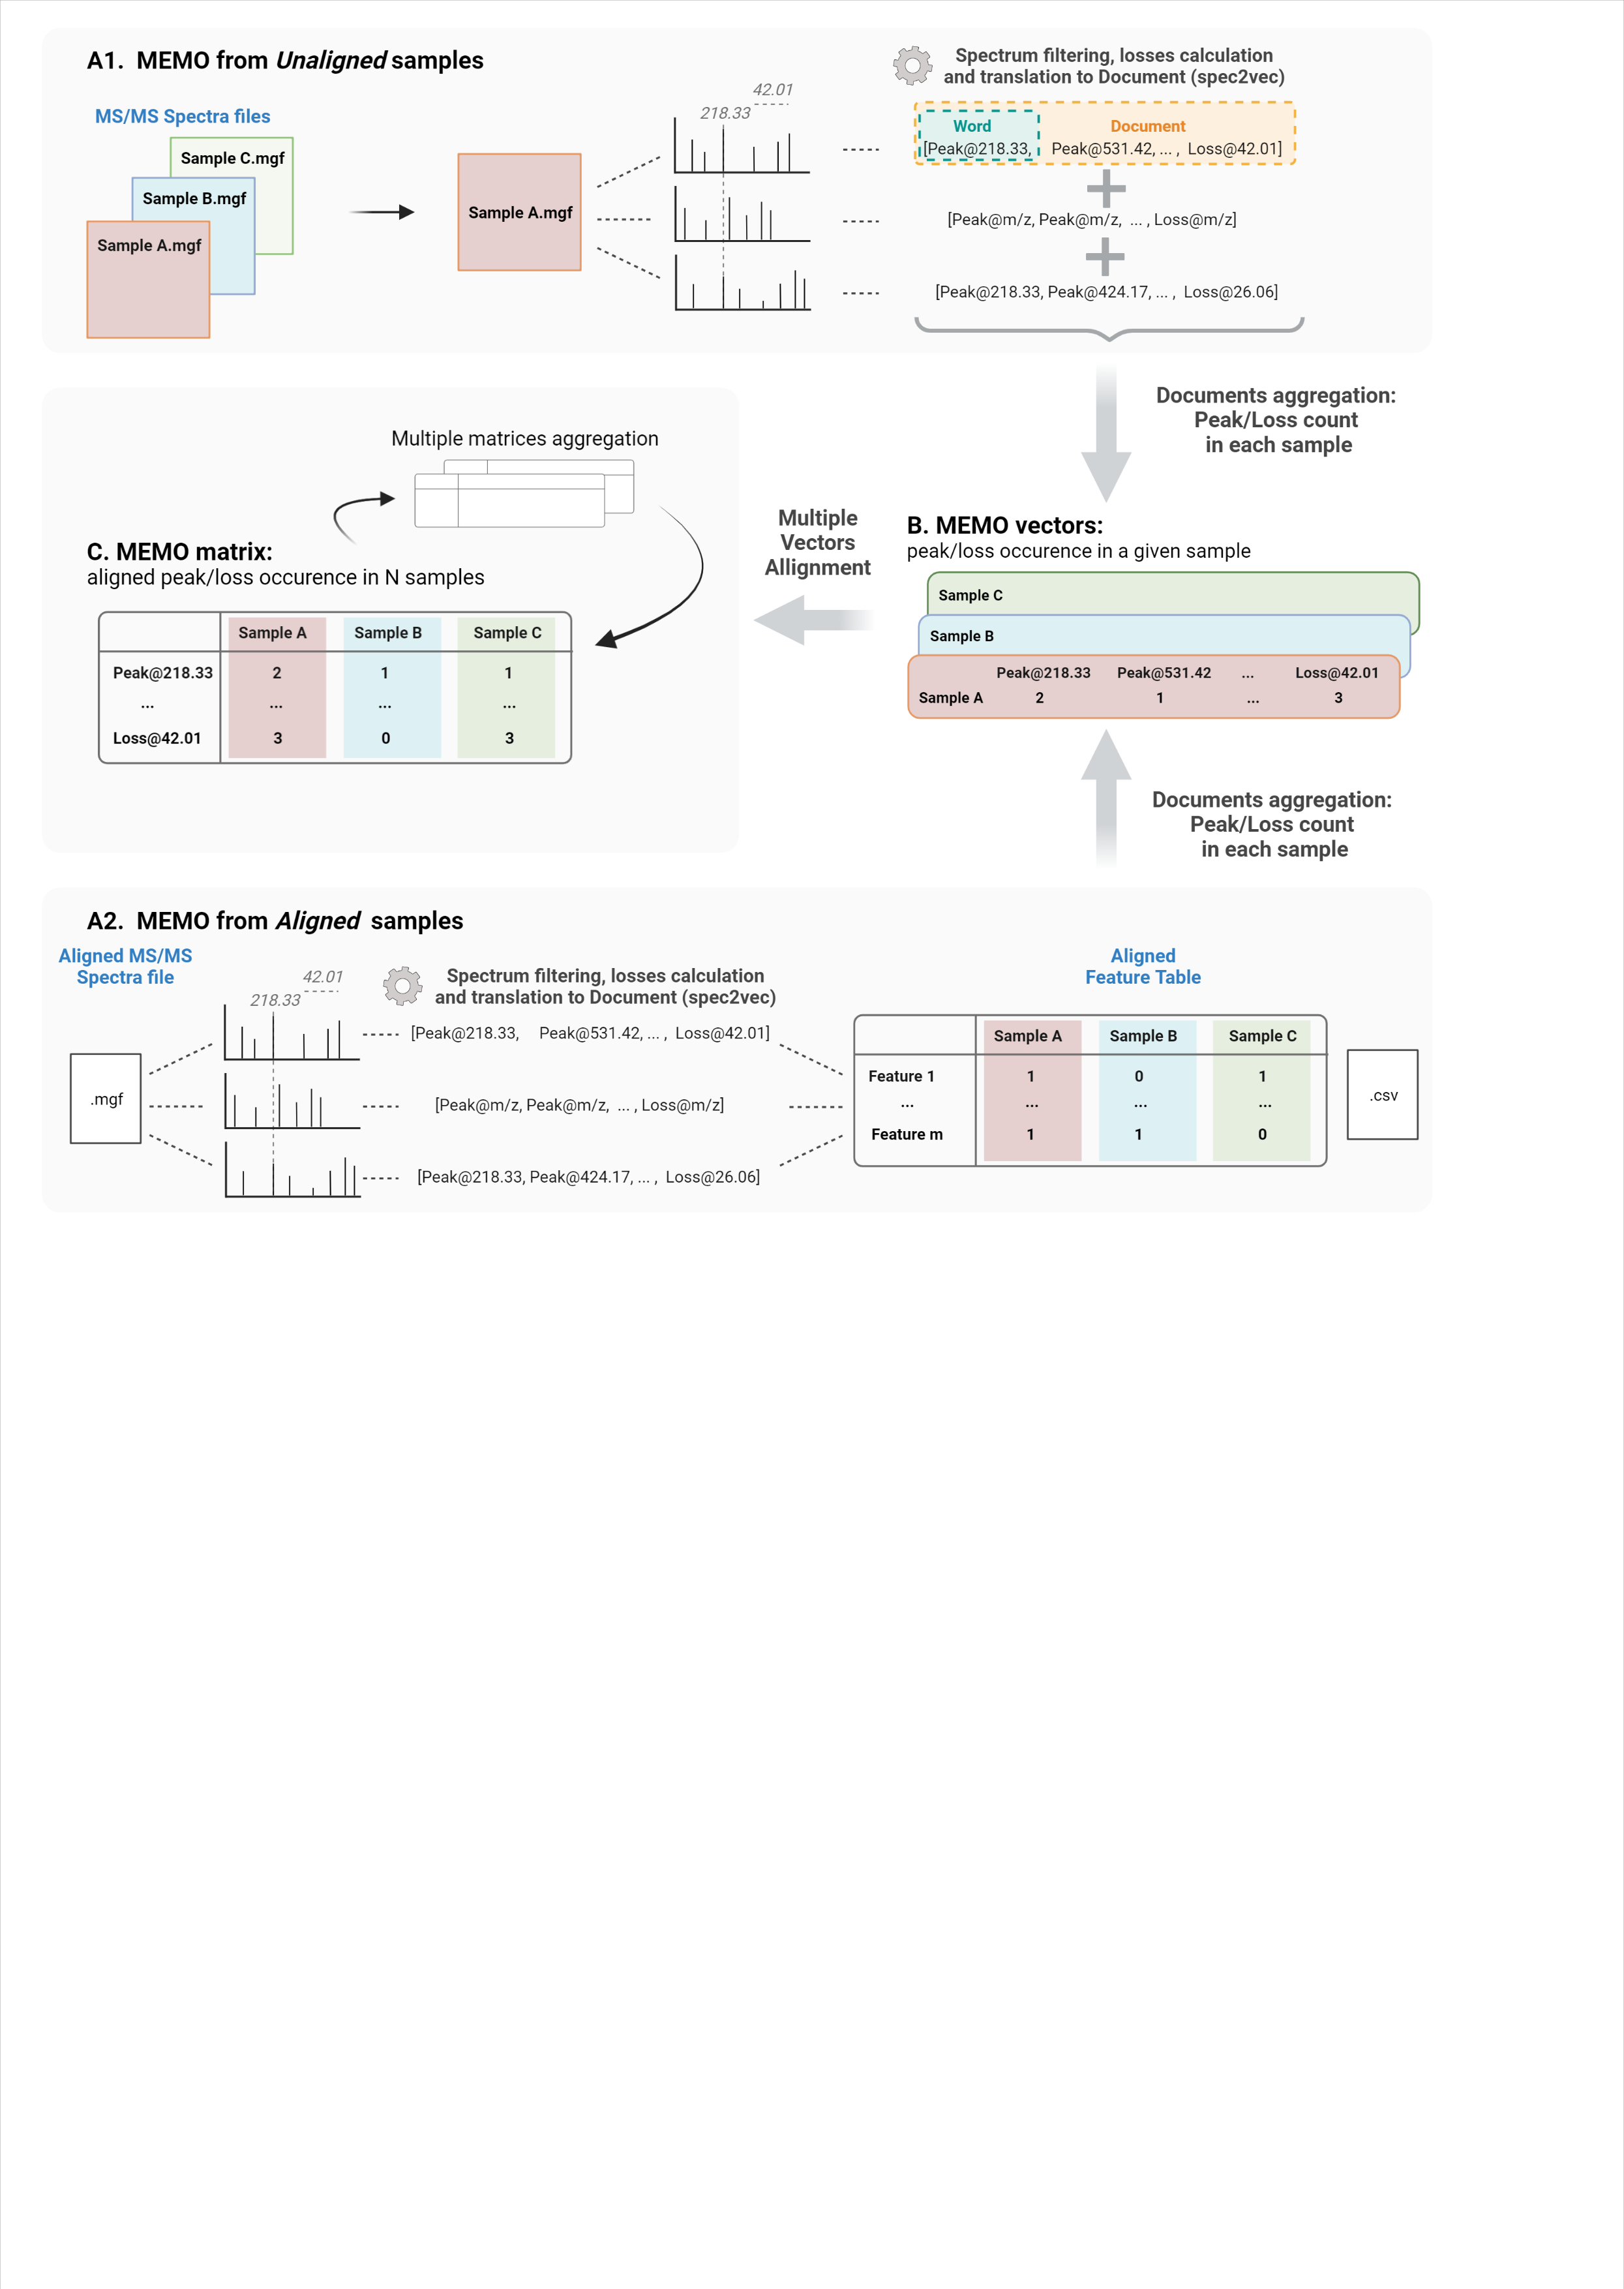 A1. MEMO from Unaligned samples
MS/MS Spectra files
Sample C.mgf
Sample B.mgf
Sample A.mgf
Sample A.mgf
42.01
218.33
Spectrum filtering, losses calculation
and translation to Document (spec2vec)
Word
Document
[Peak@218.33, Peak@531.42, ... , Loss@42.01]
[Peak@m/z, Peak@m/z, ... , Loss@m/z]
[Peak@218.33, Peak@424.17, ... , Loss@26.06]
Documents aggregation:
Peak/Loss count
in each sample
B. MEMO vectors:
peak/loss occurence in a given sample
Sample C
Sample B
Peak@218.33 Peak@531.42 ... Loss@42.01
Sample A 2 1 ... 3
Multiple
Vectors
Allignment
Multiple matrices aggregation
C. MEMO matrix:
aligned peak/loss occurence in N samples
Sample A Sample B Sample C
Peak@218.33 2 1 1
... ... ... ...
Loss@42.01 3 0 3
Documents aggregation:
Peak/Loss count
in each sample
A2. MEMO from Aligned samples
Aligned MS/MS
Spectra file
.mgf
42.01
218.33
Spectrum filtering, losses calculation
and translation to Document (spec2vec)
[Peak@218.33, Peak@531.42, ... , Loss@42.01]
[Peak@m/z, Peak@m/z, ... , Loss@m/z]
[Peak@218.33, Peak@424.17, ... , Loss@26.06]
Aligned
Feature Table
Sample A Sample B Sample C
Feature 1 1 0 1
... ... ... ...
Feature m 1 1 0
.csv